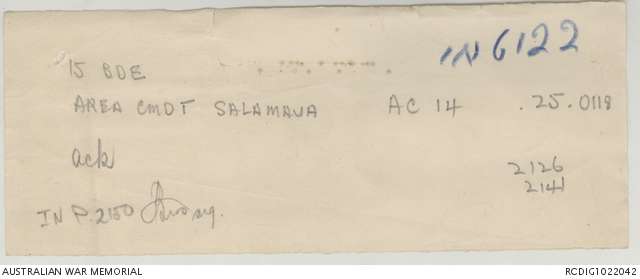 IN 6122
15 BDE
AREA CMDT SALAMAUA AC 14 .25.0118
ack
2126
2141
IN P.2150
AUSTRALIAN WAR MEMORIAL RCDIG1022042